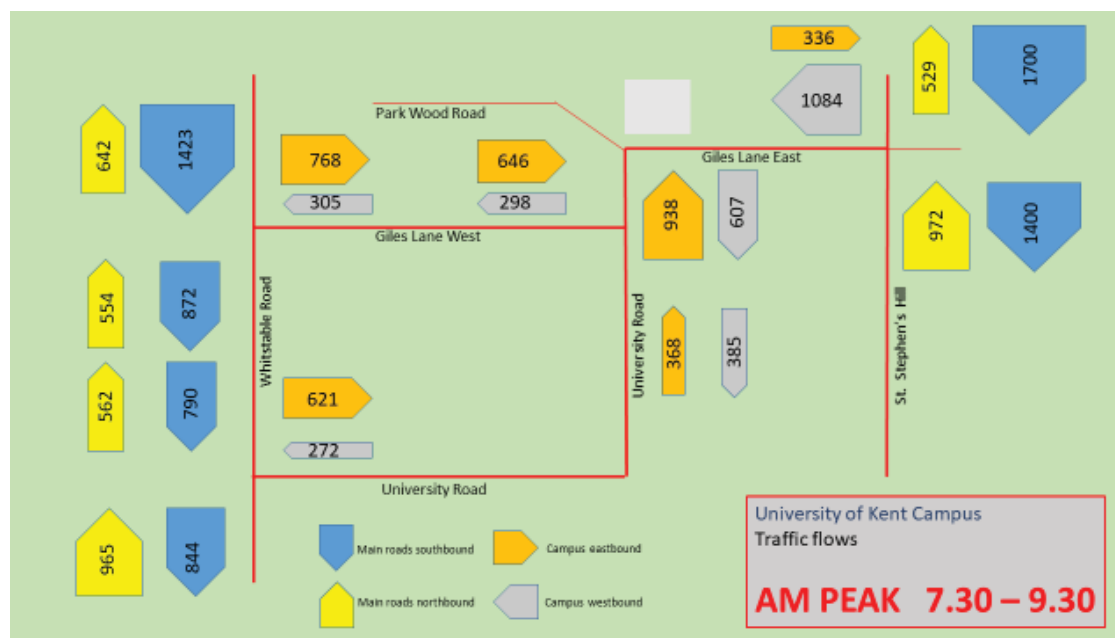 336
529
1700
1084
Park Wood Road
642
1423
768
646
305
298
Giles Lane East
Giles Lane West
938
607
972
1400
554
872
Whitstable Road
University Road
St. Stephen's Hill
368
385
562
790
621
272
University Road
965
844
Main roads southbound
Campus eastbound
Main roads northbound
Campus westbound
University of Kent Campus
Traffic flows
AM PEAK 7.30 – 9.30